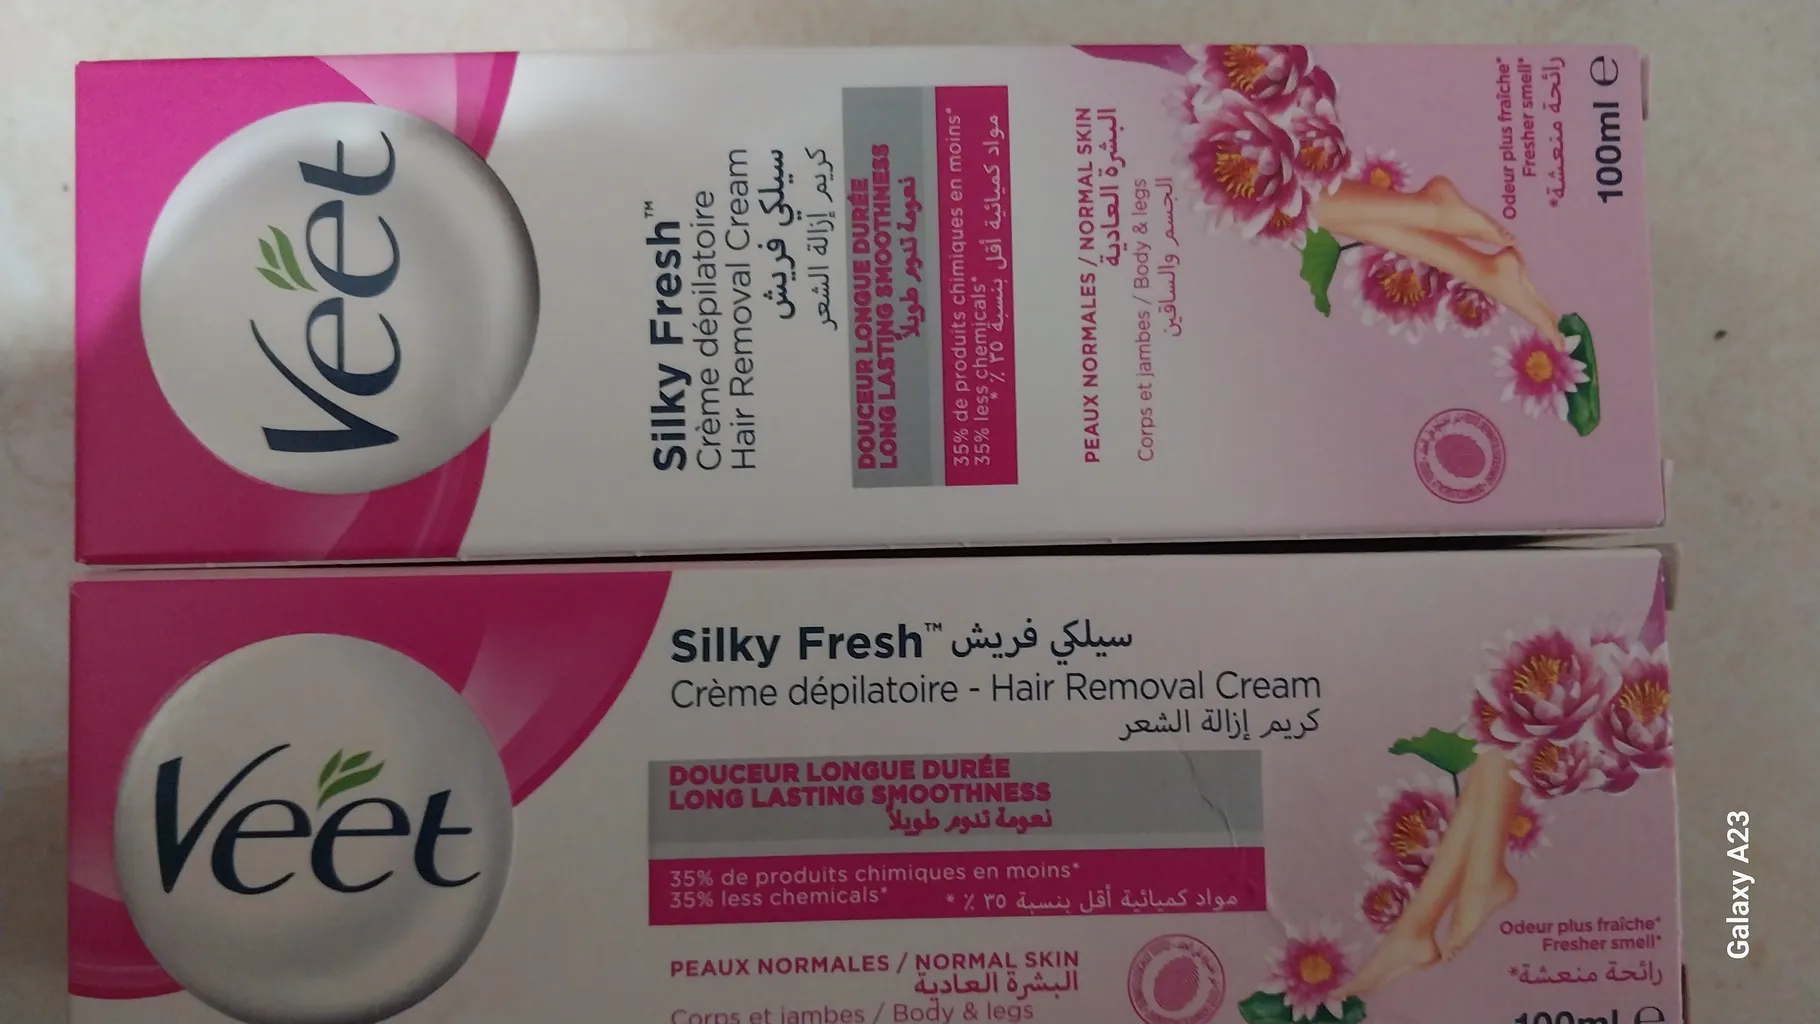 Veet
Silky Fresh™
Crème dépilatoire
Hair Removal Cream
سيلكي فريش
كريم إزالة الشعر
DOUCEUR LONGUE DURÉE
LONG LASTING SMOOTHNESS
نعومة تدوم طويلاً
35% de produits chimiques en moins*
35% less chemicals*
مواد كميائية أقل بنسبة ٣٥ ٪ *
PEAUX NORMALES / NORMAL SKIN
البشرة العادية
Corps et jambes / Body & legs
الجسم والساقين
Odeur plus fraîche*
Fresher smell*
رائحة منعشة*
100ml e
Veet
Silky Fresh™ سيلكي فريش
Crème dépilatoire - Hair Removal Cream
كريم إزالة الشعر
DOUCEUR LONGUE DURÉE
LONG LASTING SMOOTHNESS
نعومة تدوم طويلاً
35% de produits chimiques en moins*
35% less chemicals*
مواد كميائية أقل بنسبة ٣٥ ٪ *
PEAUX NORMALES / NORMAL SKIN
البشرة العادية
Corps et jambes / Body & legs
Odeur plus fraîche*
Fresher smell*
رائحة منعشة*
100ml e
Galaxy A23